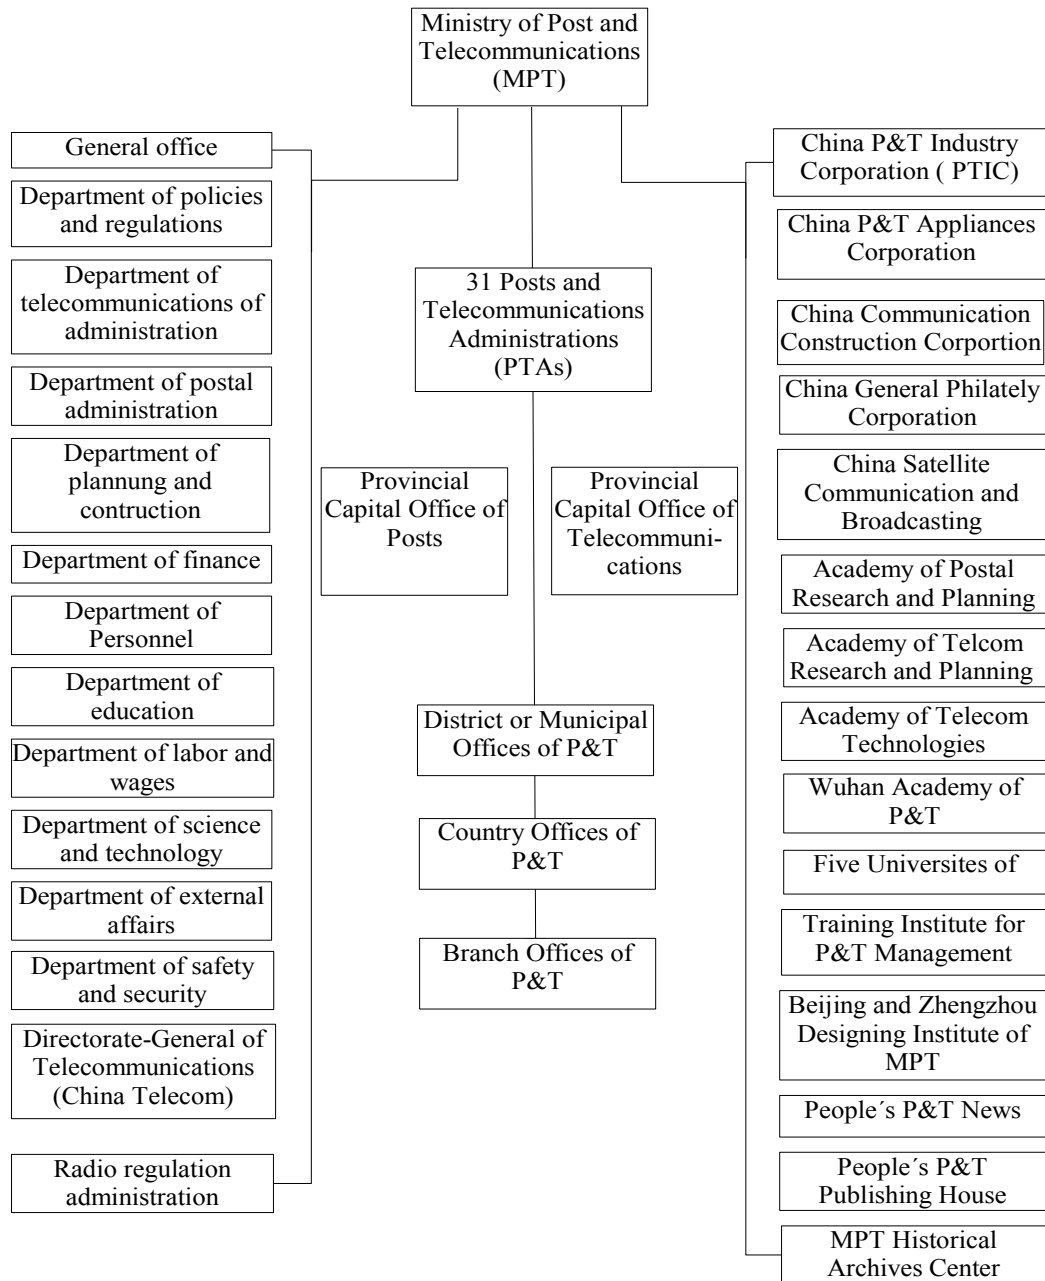 Ministry of Post and
Telecommunications
(MPT)
General office
Department of policies
and regulations
Department of
telecommunications of
administration
Department of postal
administration
Department of
plannung and
contruction
Department of finance
Department of
Personnel
Department of
education
Department of labor and
wages
Department of science
and technology
Department of external
affairs
Department of safety
and security
Directorate-General of
Telecommunications
(China Telecom)
Radio regulation
administration
31 Posts and
Telecommunications
Administrations
(PTAs)
Provincial
Capital Office of
Posts
Provincial
Capital Office of
Telecommuni-
cations
District or Municipal
Offices of P&T
Country Offices of
P&T
Branch Offices of
P&T
China P&T Industry
Corporation ( PTIC)
China P&T Appliances
Corporation
China Communication
Construction Corportion
China General Philately
Corporation
China Satellite
Communication and
Broadcasting
Academy of Postal
Research and Planning
Academy of Telcom
Research and Planning
Academy of Telecom
Technologies
Wuhan Academy of
P&T
Five Universites of
Training Institute for
P&T Management
Beijing and Zhengzhou
Designing Institute of
MPT
People´s P&T News
People´s P&T
Publishing House
MPT Historical
Archives Center